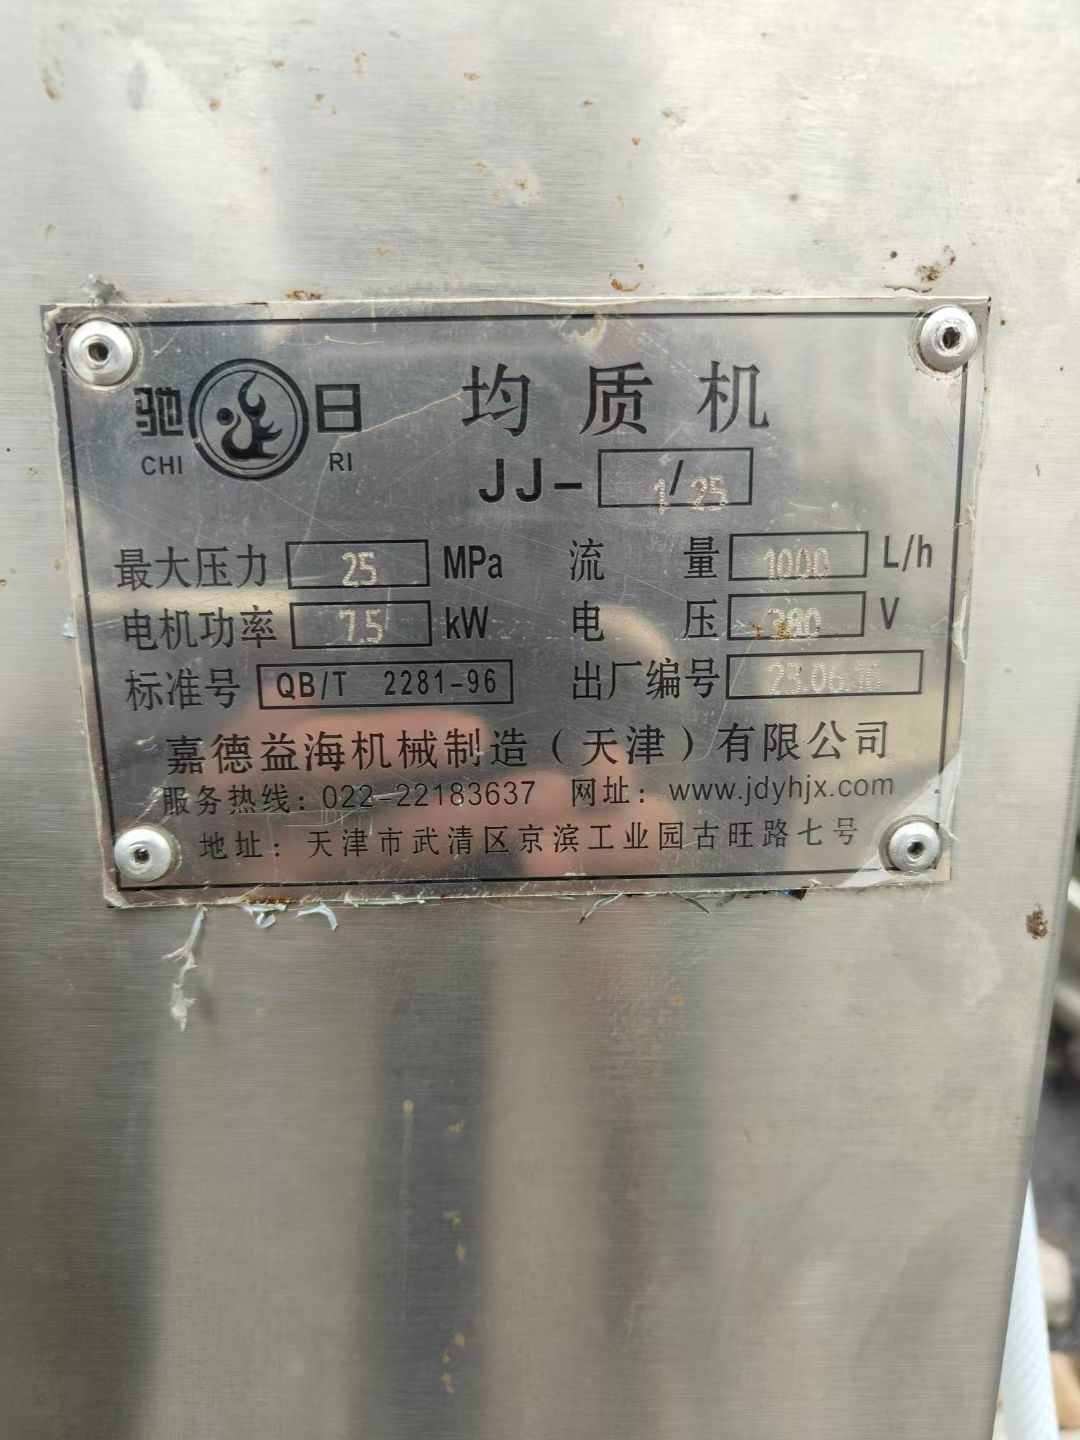 驰日 均质机
CHI RI
JJ- 1/25
最大压力 25 MPa 流量 1000 L/h
电机功率 7.5 kW 电压 380 V
标准号 QB/T 2281-96 出厂编号 23.06.16
嘉德益海机械制造（天津）有限公司
服务热线：022-22183637 网址：www.jdyhjx.com
地址：天津市武清区京滨工业园古旺路七号